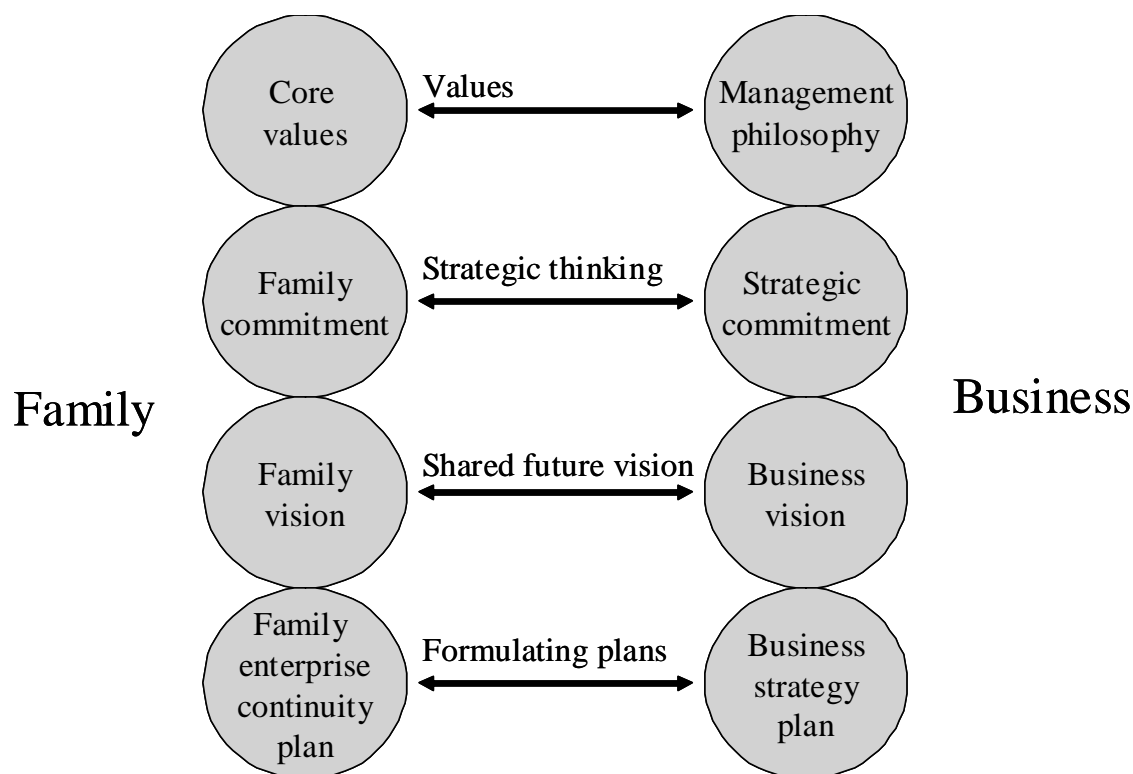 Core
values
Values
Management
philosophy
Family
commitment
Strategic thinking
Strategic
commitment
Family
Business
Family
vision
Shared future vision
Business
vision
Family
enterprise
continuity
plan
Formulating plans
Business
strategy
plan